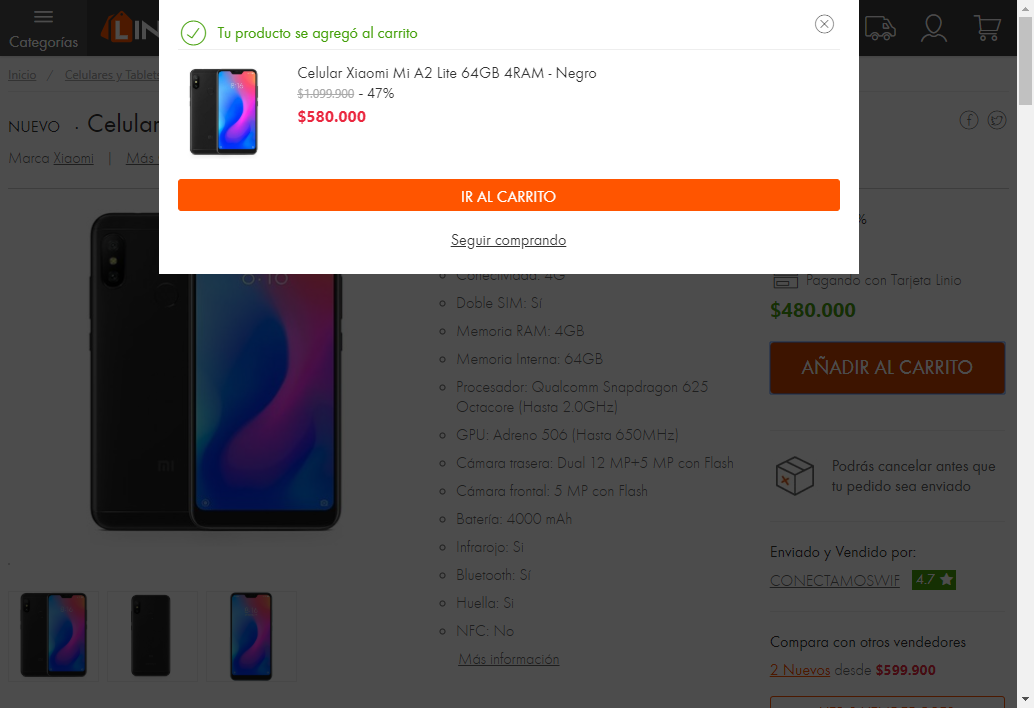 Categorías
LIN
Tu producto se agregó al carrito
Celular Xiaomi Mi A2 Lite 64GB 4RAM - Negro
$1.099.900 - 47%
$580.000
IR AL CARRITO
Seguir comprando
Inicio / Celulares y Tablets
NUEVO · Celular
Marca Xiaomi | Más
%
Pagando con Tarjeta Linio
$480.000
AÑADIR AL CARRITO
Conectividad: 4G
Doble SIM: Sí
Memoria RAM: 4GB
Memoria Interna: 64GB
Procesador: Qualcomm Snapdragon 625
Octacore (Hasta 2.0GHz)
GPU: Adreno 506 (Hasta 650MHz)
Cámara trasera: Dual 12 MP+5 MP con Flash
Cámara frontal: 5 MP con Flash
Batería: 4000 mAh
Infrarojo: Si
Bluetooth: Sí
Huella: Si
NFC: No
Más información
Podrás cancelar antes que
tu pedido sea enviado
Enviado y Vendido por:
CONECTAMOSWIF 4.7
Compara con otros vendedores
2 Nuevos desde $599.900